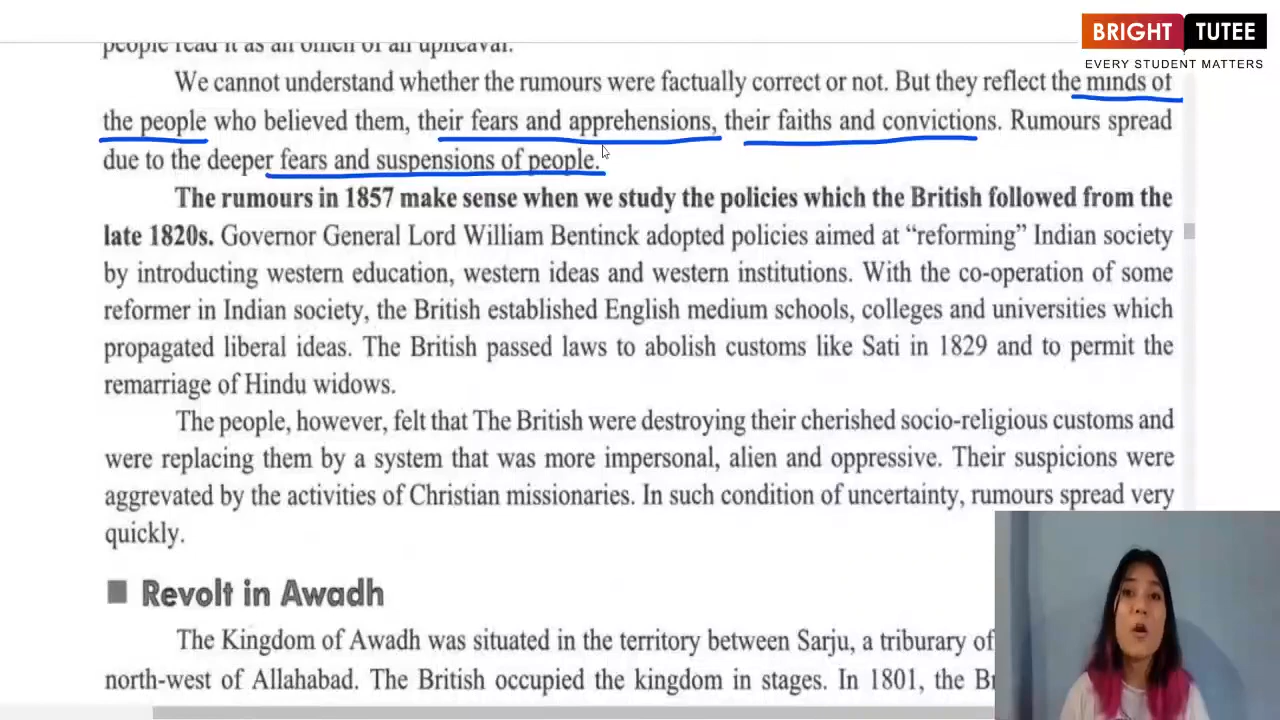 BRIGHT TUTEE
EVERY STUDENT MATTERS
people read it as an omen of an upheaval.
We cannot understand whether the rumours were factually correct or not. But they reflect the minds of
the people who believed them, their fears and apprehensions, their faiths and convictions. Rumours spread
due to the deeper fears and suspensions of people.
The rumours in 1857 make sense when we study the policies which the British followed from the
late 1820s. Governor General Lord William Bentinck adopted policies aimed at “reforming” Indian society
by introducting western education, western ideas and western institutions. With the co-operation of some
reformer in Indian society, the British established English medium schools, colleges and universities which
propagated liberal ideas. The British passed laws to abolish customs like Sati in 1829 and to permit the
remarriage of Hindu widows.
The people, however, felt that The British were destroying their cherished socio-religious customs and
were replacing them by a system that was more impersonal, alien and oppressive. Their suspicions were
aggrevated by the activities of Christian missionaries. In such condition of uncertainty, rumours spread very
quickly.
Revolt in Awadh
The Kingdom of Awadh was situated in the territory between Sarju, a triburary of
north-west of Allahabad. The British occupied the kingdom in stages. In 1801, the